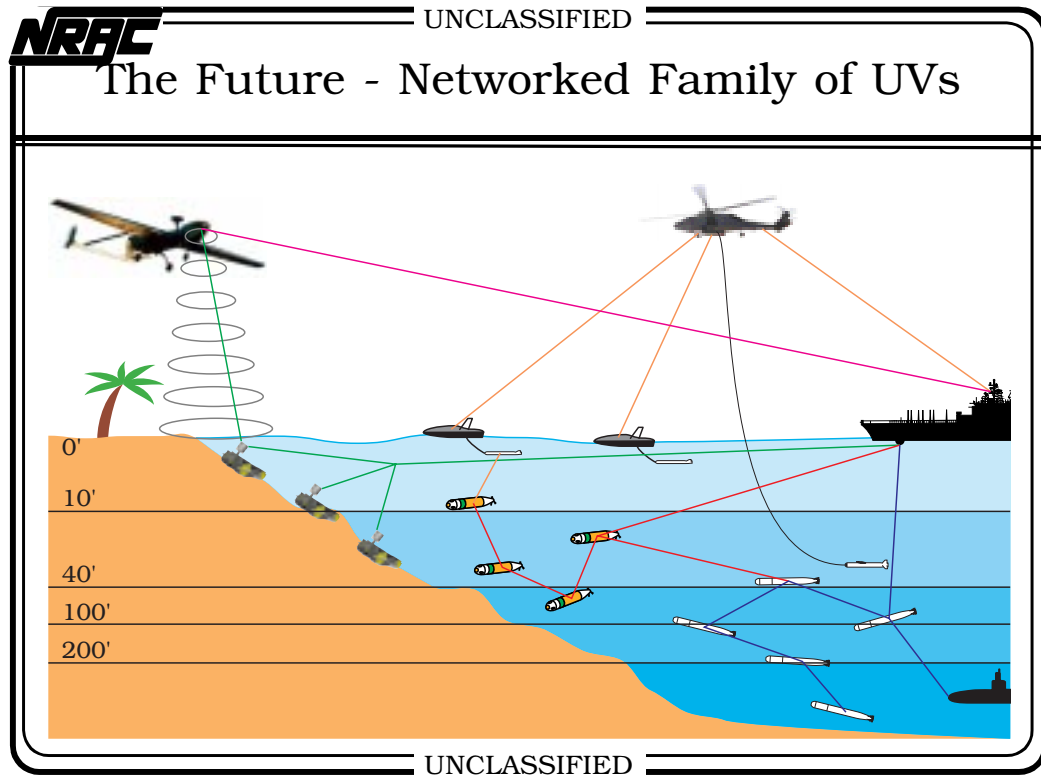 UNCLASSIFIED
NRAC
The Future - Networked Family of UVs
0'
10'
40'
100'
200'
UNCLASSIFIED